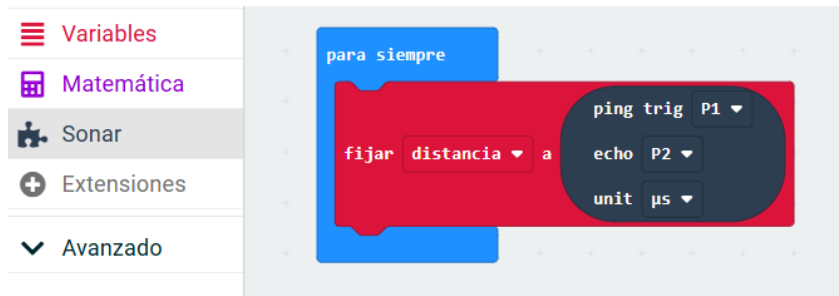 Variables
Matemática
Sonar
Extensiones
Avanzado
para siempre
fijar distancia a
ping trig P1
echo P2
unit µs